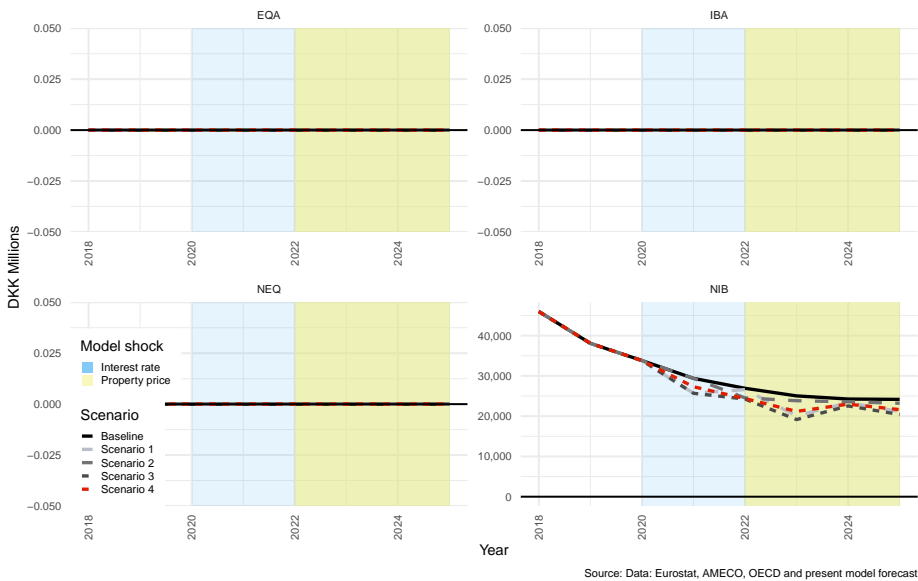 EQA
IBA
0.050
0.025
0.000
−0.025
−0.050
0.050
0.025
0.000
−0.025
−0.050
2018
2020
2022
2024
2018
2020
2022
2024
DKK Millions
NEQ
NIB
0.050
0.025
0.000
−0.025
−0.050
40,000
30,000
20,000
10,000
0
Model shock
Interest rate
Property price
Scenario
Baseline
Scenario 1
Scenario 2
Scenario 3
Scenario 4
2018
2020
2022
2024
2018
2020
2022
2024
Year
Source: Data: Eurostat, AMECO, OECD and present model forecast